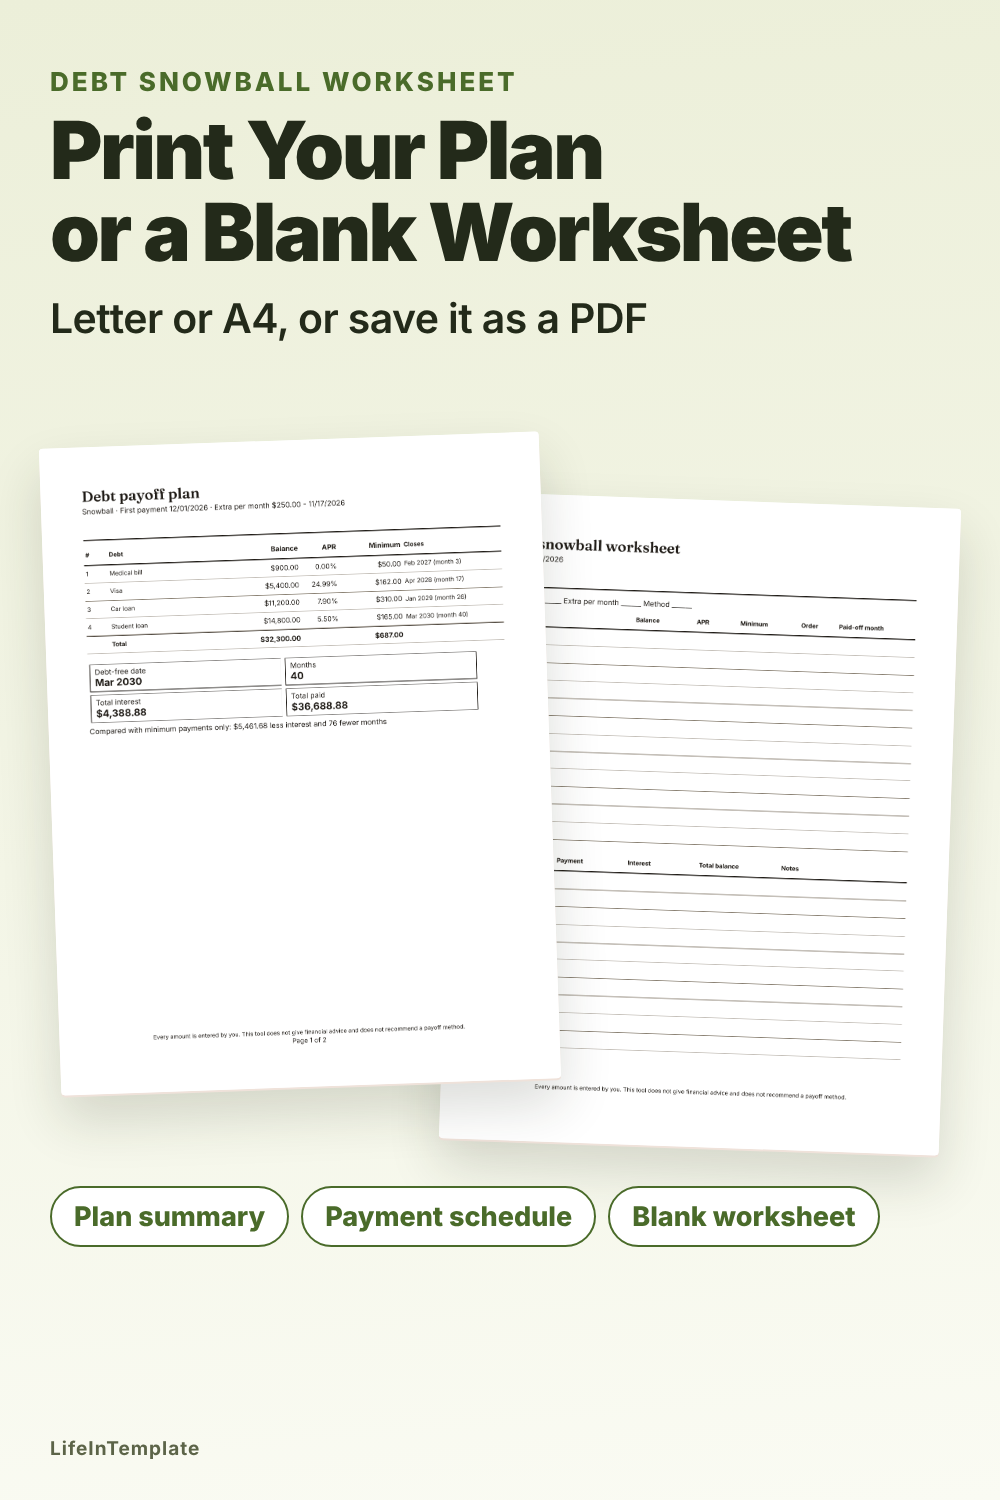 DEBT SNOWBALL WORKSHEET
Print Your Plan
or a Blank Worksheet
Letter or A4, or save it as a PDF
Debt payoff plan
Snowball · First payment 12/01/2026 · Extra per month $250.00 - 11/17/2026
# Debt Balance APR Minimum Closes
1 Medical bill $900.00 0.00% $50.00 Feb 2027 (month 3)
2 Visa $5,400.00 24.99% $162.00 Apr 2028 (month 17)
3 Car loan $11,200.00 7.90% $310.00 Jan 2029 (month 26)
4 Student loan $14,800.00 5.50% $165.00 Mar 2030 (month 40)
Total $32,300.00 $687.00
Debt-free date
Mar 2030
Months
40
Total interest
$4,388.88
Total paid
$36,688.88
Compared with minimum payments only: $5,461.68 less interest and 76 fewer months
Every amount is entered by you. This tool does not give financial advice and does not recommend a payoff method.
Page 1 of 2
snowball worksheet
/2026
____ Extra per month ____ Method ____
Balance APR Minimum Order Paid-off month
Payment Interest Total balance Notes
Every amount is entered by you. This tool does not give financial advice and does not recommend a payoff method.
Plan summary
Payment schedule
Blank worksheet
LifeInTemplate